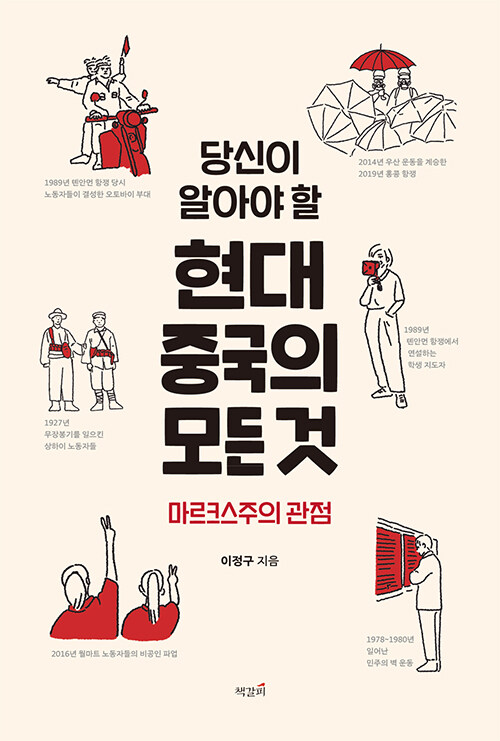 당신이
알아야 할
현대
중국의
모든 것
마르크스주의 관점
이정구 지음
1989년 톈안먼 항쟁 당시
노동자들이 결성한 오토바이 부대
2014년 우산 운동을 계승한
2019년 홍콩 항쟁
1989년
톈안먼 항쟁에서
연설하는
학생 지도자
1927년
무장봉기를 일으킨
상하이 노동자들
2016년 월마트 노동자들의 비공인 파업
1978~1980년
일어난
민주의 벽 운동
책갈피